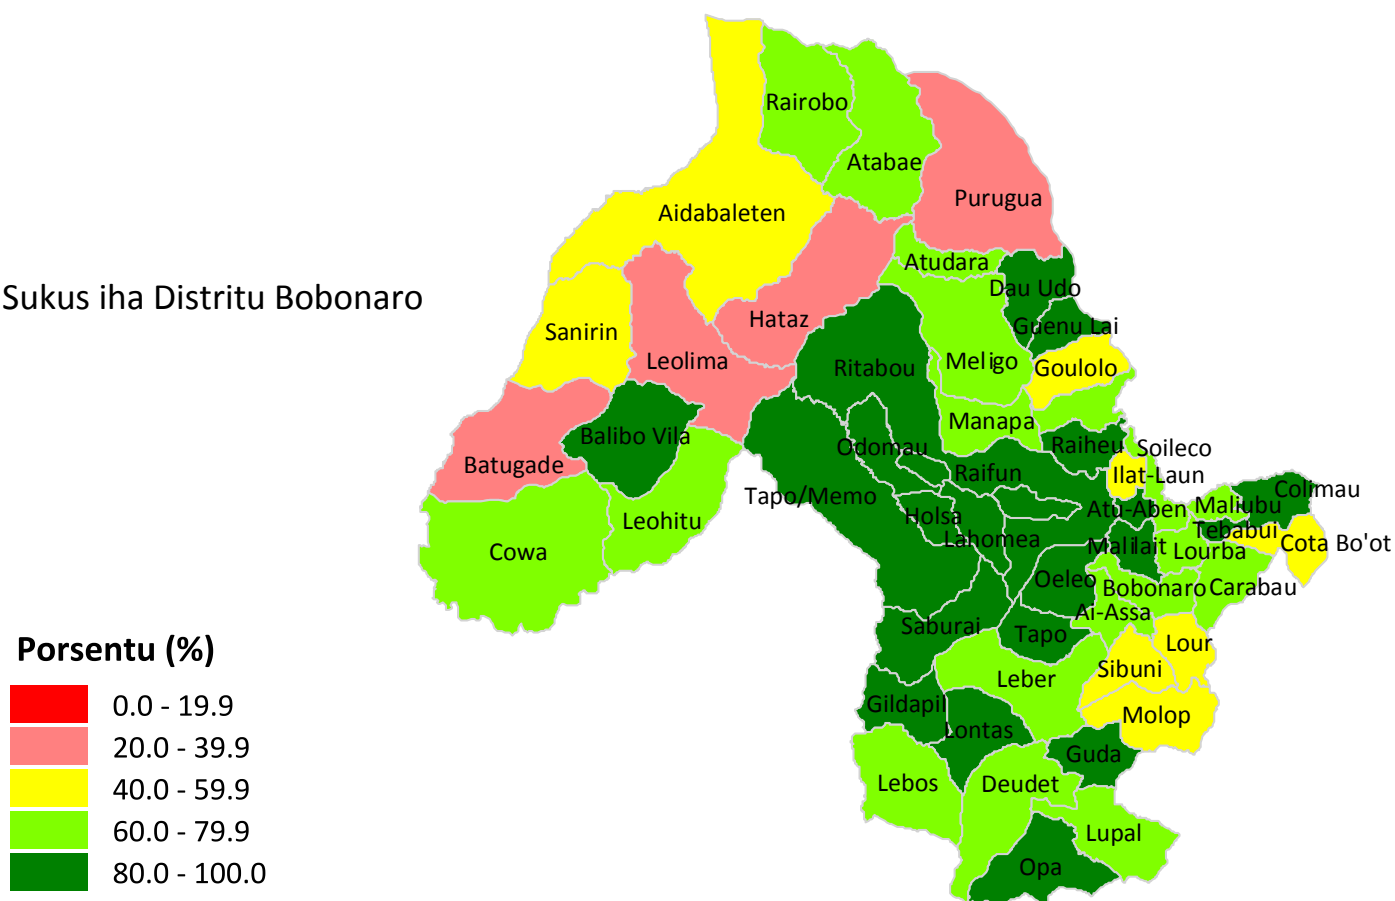 Rairobo
Atabae
Purugua
Aidabaleten
Atudara
Dau Udo
Sukus iha Distritu Bobonaro
Sanirin
Hataz
Guenu Lai
Leolima
Ritabou
Meligo
Goulolo
Balibo Vila
Manapa
Odomau
Raiheu
Soileco
Batugade
Raifun
Ilat-Laun
Tapo/Memo
Colimau
Leohitu
Holsa
Atu-Aben
Maliubu
Cowa
Lahomea
Malilait
Tebabui
Lourba
Cota Bo'ot
Oeleo
Bobonaro
Carabau
Ai-Assa
Saburai
Tapo
Lour
Porsentu (%)
Leber
Sibuni
0.0 - 19.9
Gildapil
Lontas
Molop
20.0 - 39.9
Guda
40.0 - 59.9
Lebos
Deudet
60.0 - 79.9
Lupal
80.0 - 100.0
Opa